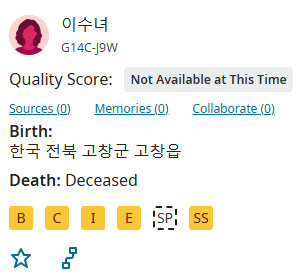 이수녀
G14C-J9W
Quality Score: Not Available at This Time
Sources (0) Memories (0) Collaborate (0)
Birth:
한국 전북 고창군 고창읍
Death: Deceased
B C I E SP SS